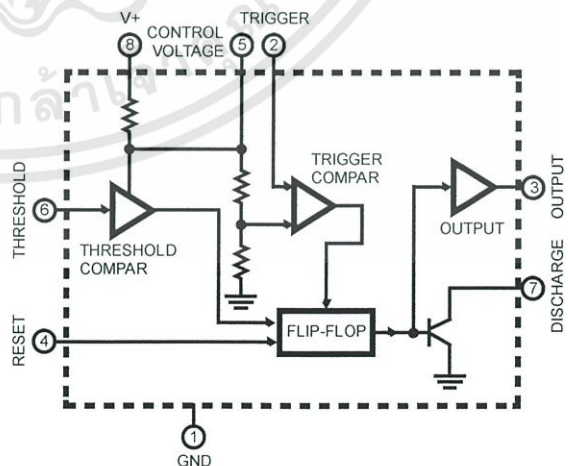 V+
8
CONTROL
VOLTAGE
5
TRIGGER
2
THRESHOLD
6
THRESHOLD
COMPAR
TRIGGER
COMPAR
OUTPUT
3
OUTPUT
7
DISCHARGE
RESET
4
FLIP-FLOP
1
GND